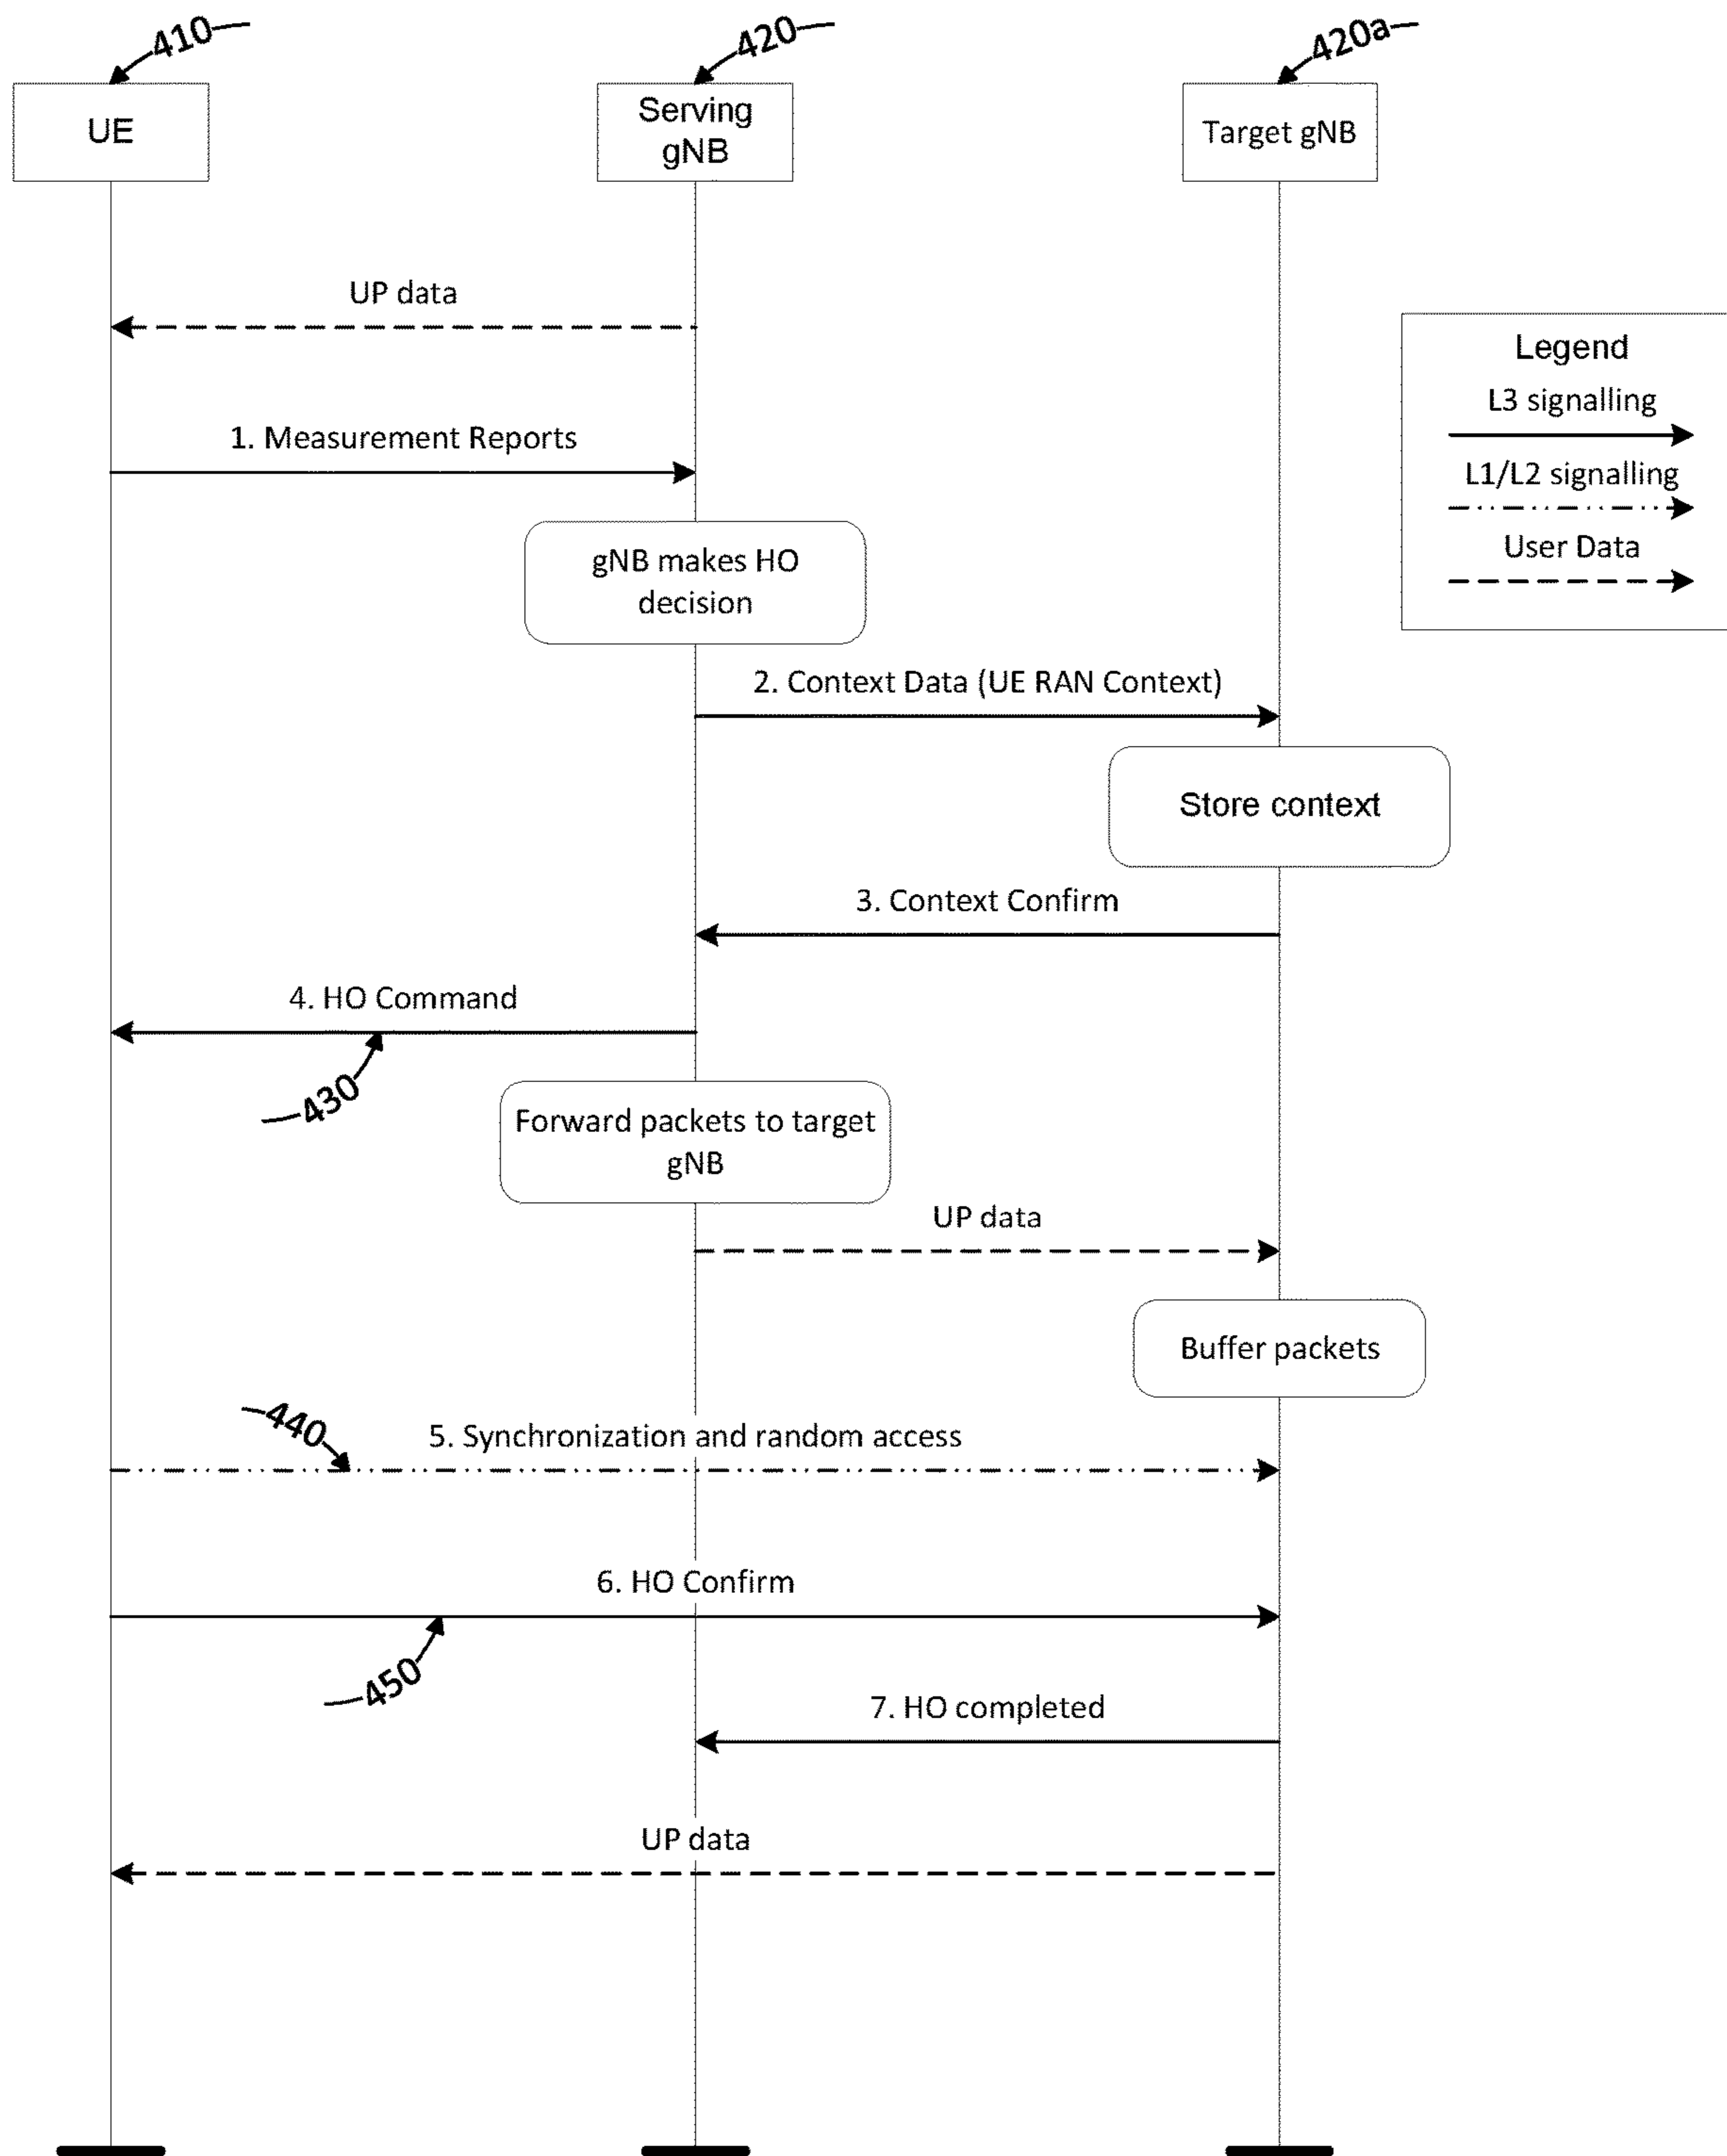 410
420
420a
UE
Serving
gNB
Target gNB
UP data
Legend
L3 signalling
L1/L2 signalling
User Data
1. Measurement Reports
gNB makes HO
decision
2. Context Data (UE RAN Context)
Store context
3. Context Confirm
4. HO Command
430
Forward packets to target
gNB
UP data
Buffer packets
440
5. Synchronization and random access
6. HO Confirm
450
7. HO completed
UP data